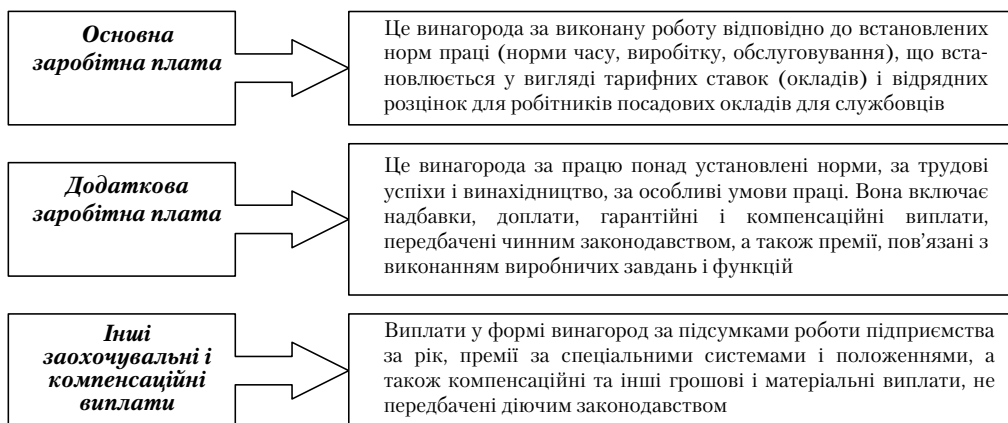 Основна
заробітна плата
Це винагорода за виконану роботу відповідно до встановлених
норм праці (норми часу, виробітку, обслуговування), що вста-
новлюється у вигляді тарифних ставок (окладів) і відрядних
розцінок для робітників посадових окладів для службовців
Додаткова
заробітна плата
Це винагорода за працю понад установлені норми, за трудові
успіхи і винахідництво, за особливі умови праці. Вона включає
надбавки, доплати, гарантійні і компенсаційні виплати,
передбачені чинним законодавством, а також премії, пов’язані з
виконанням виробничих завдань і функцій
Інші
заохочувальні і
компенсаційні
виплати
Виплати у формі винагород за підсумками роботи підприємства
за рік, премії за спеціальними системами і положеннями, а
також компенсаційні та інші грошові і матеріальні виплати, не
передбачені діючим законодавством